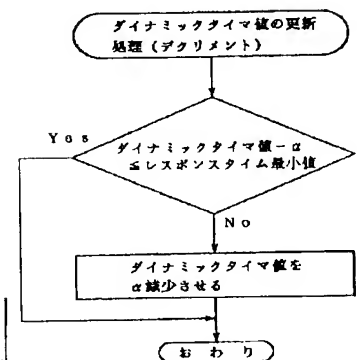 ダイナミックタイマ値の更新
処理(デクリメント)
Yes
ダイナミックタイマ値－α
≦レスポンスタイム最小値
No
ダイナミックタイマ値を
α減少させる
おわり